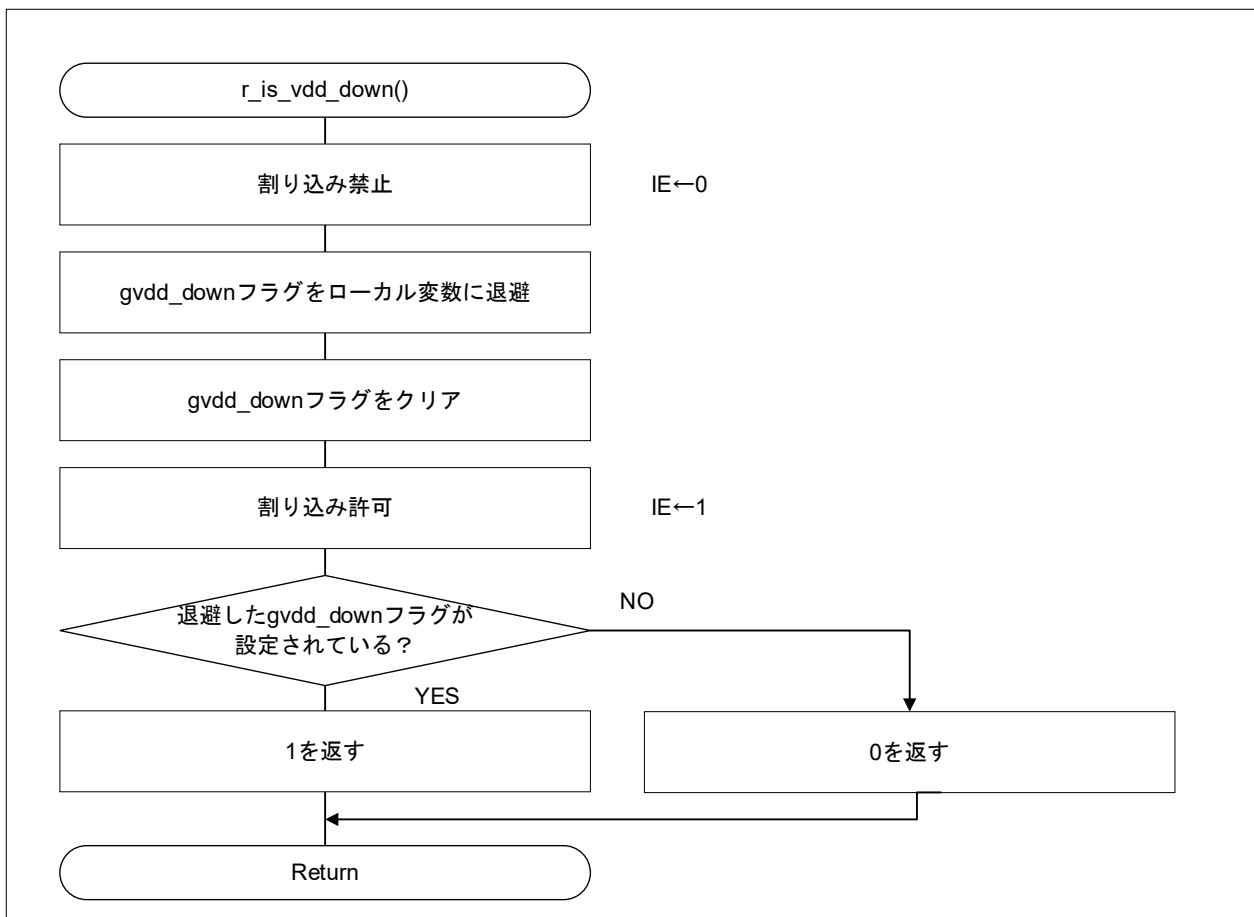 r_is_vdd_down()
割り込み禁止
IE←0
gvdd_downフラグをローカル変数に退避
gvdd_downフラグをクリア
割り込み許可
IE←1
退避したgvdd_downフラグが
設定されている？
NO
YES
1を返す
0を返す
Return